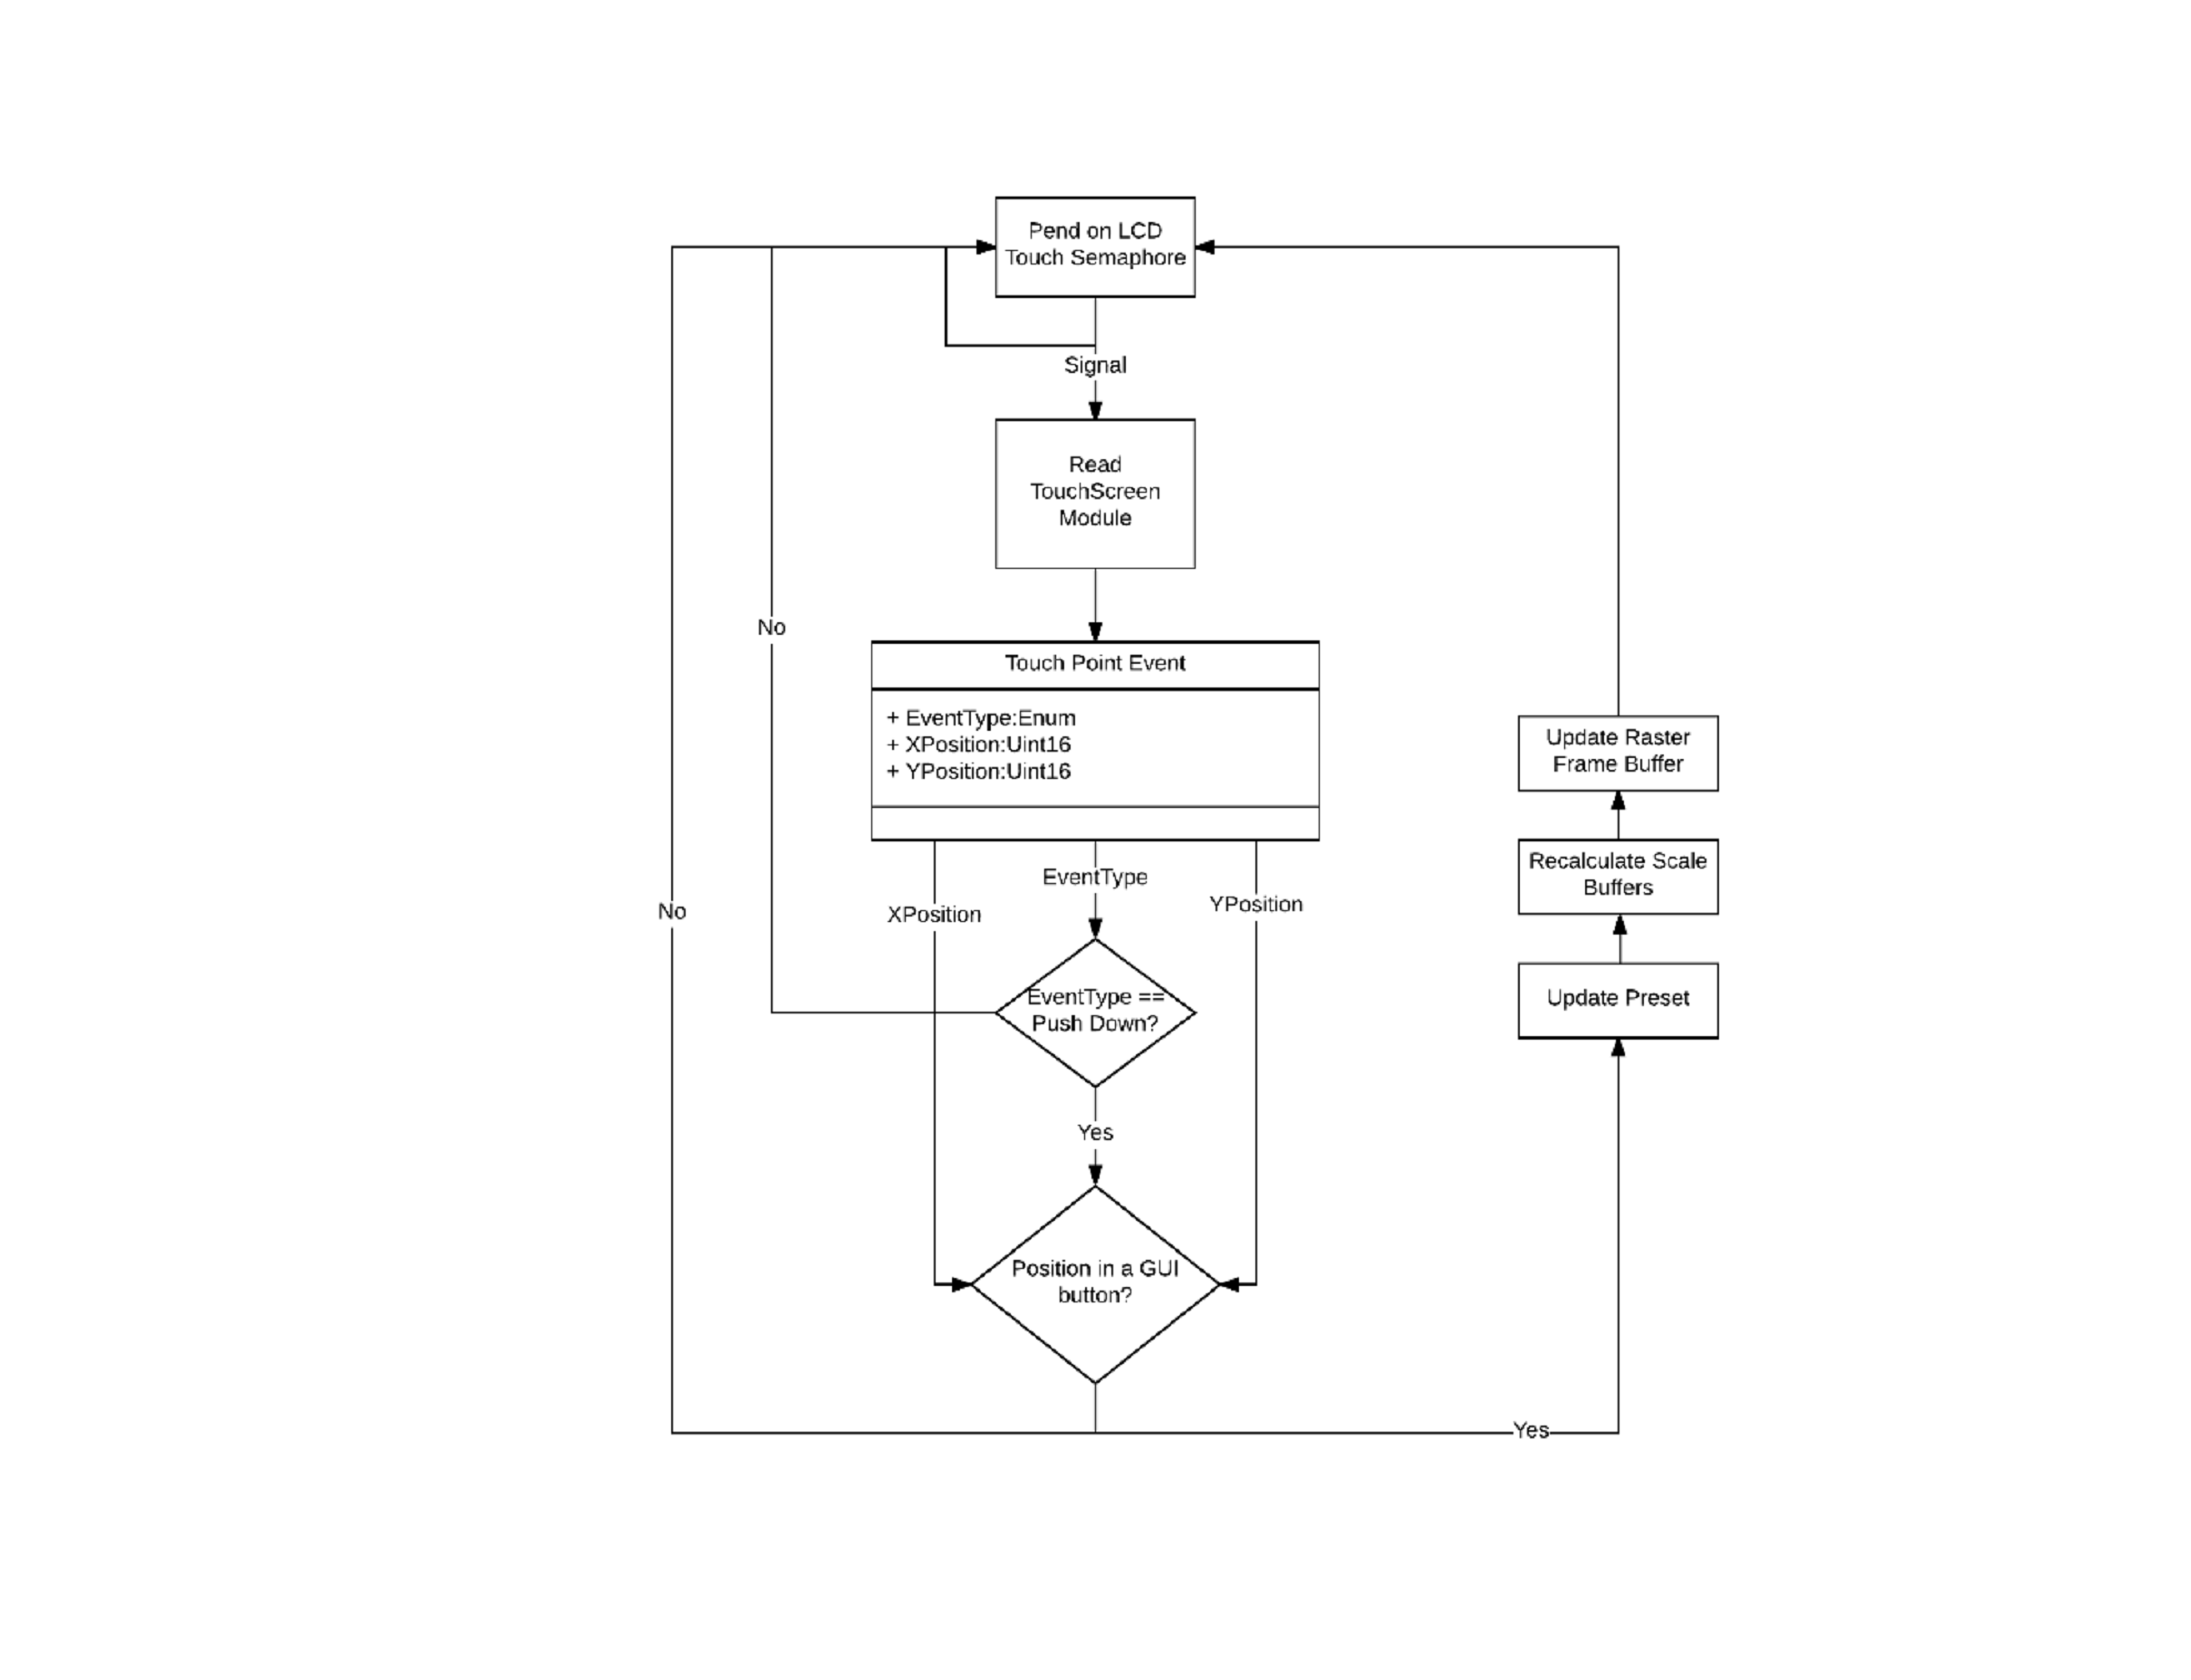 Pend on LCD
Touch Semaphore
Signal
Read
TouchScreen
Module
No
Touch Point Event
+ EventType:Enum
+ XPosition:Uint16
+ YPosition:Uint16
Update Raster
Frame Buffer
Recalculate Scale
Buffers
EventType
XPosition
YPosition
No
EventType ==
Push Down?
Update Preset
Yes
Position in a GUI
button?
Yes